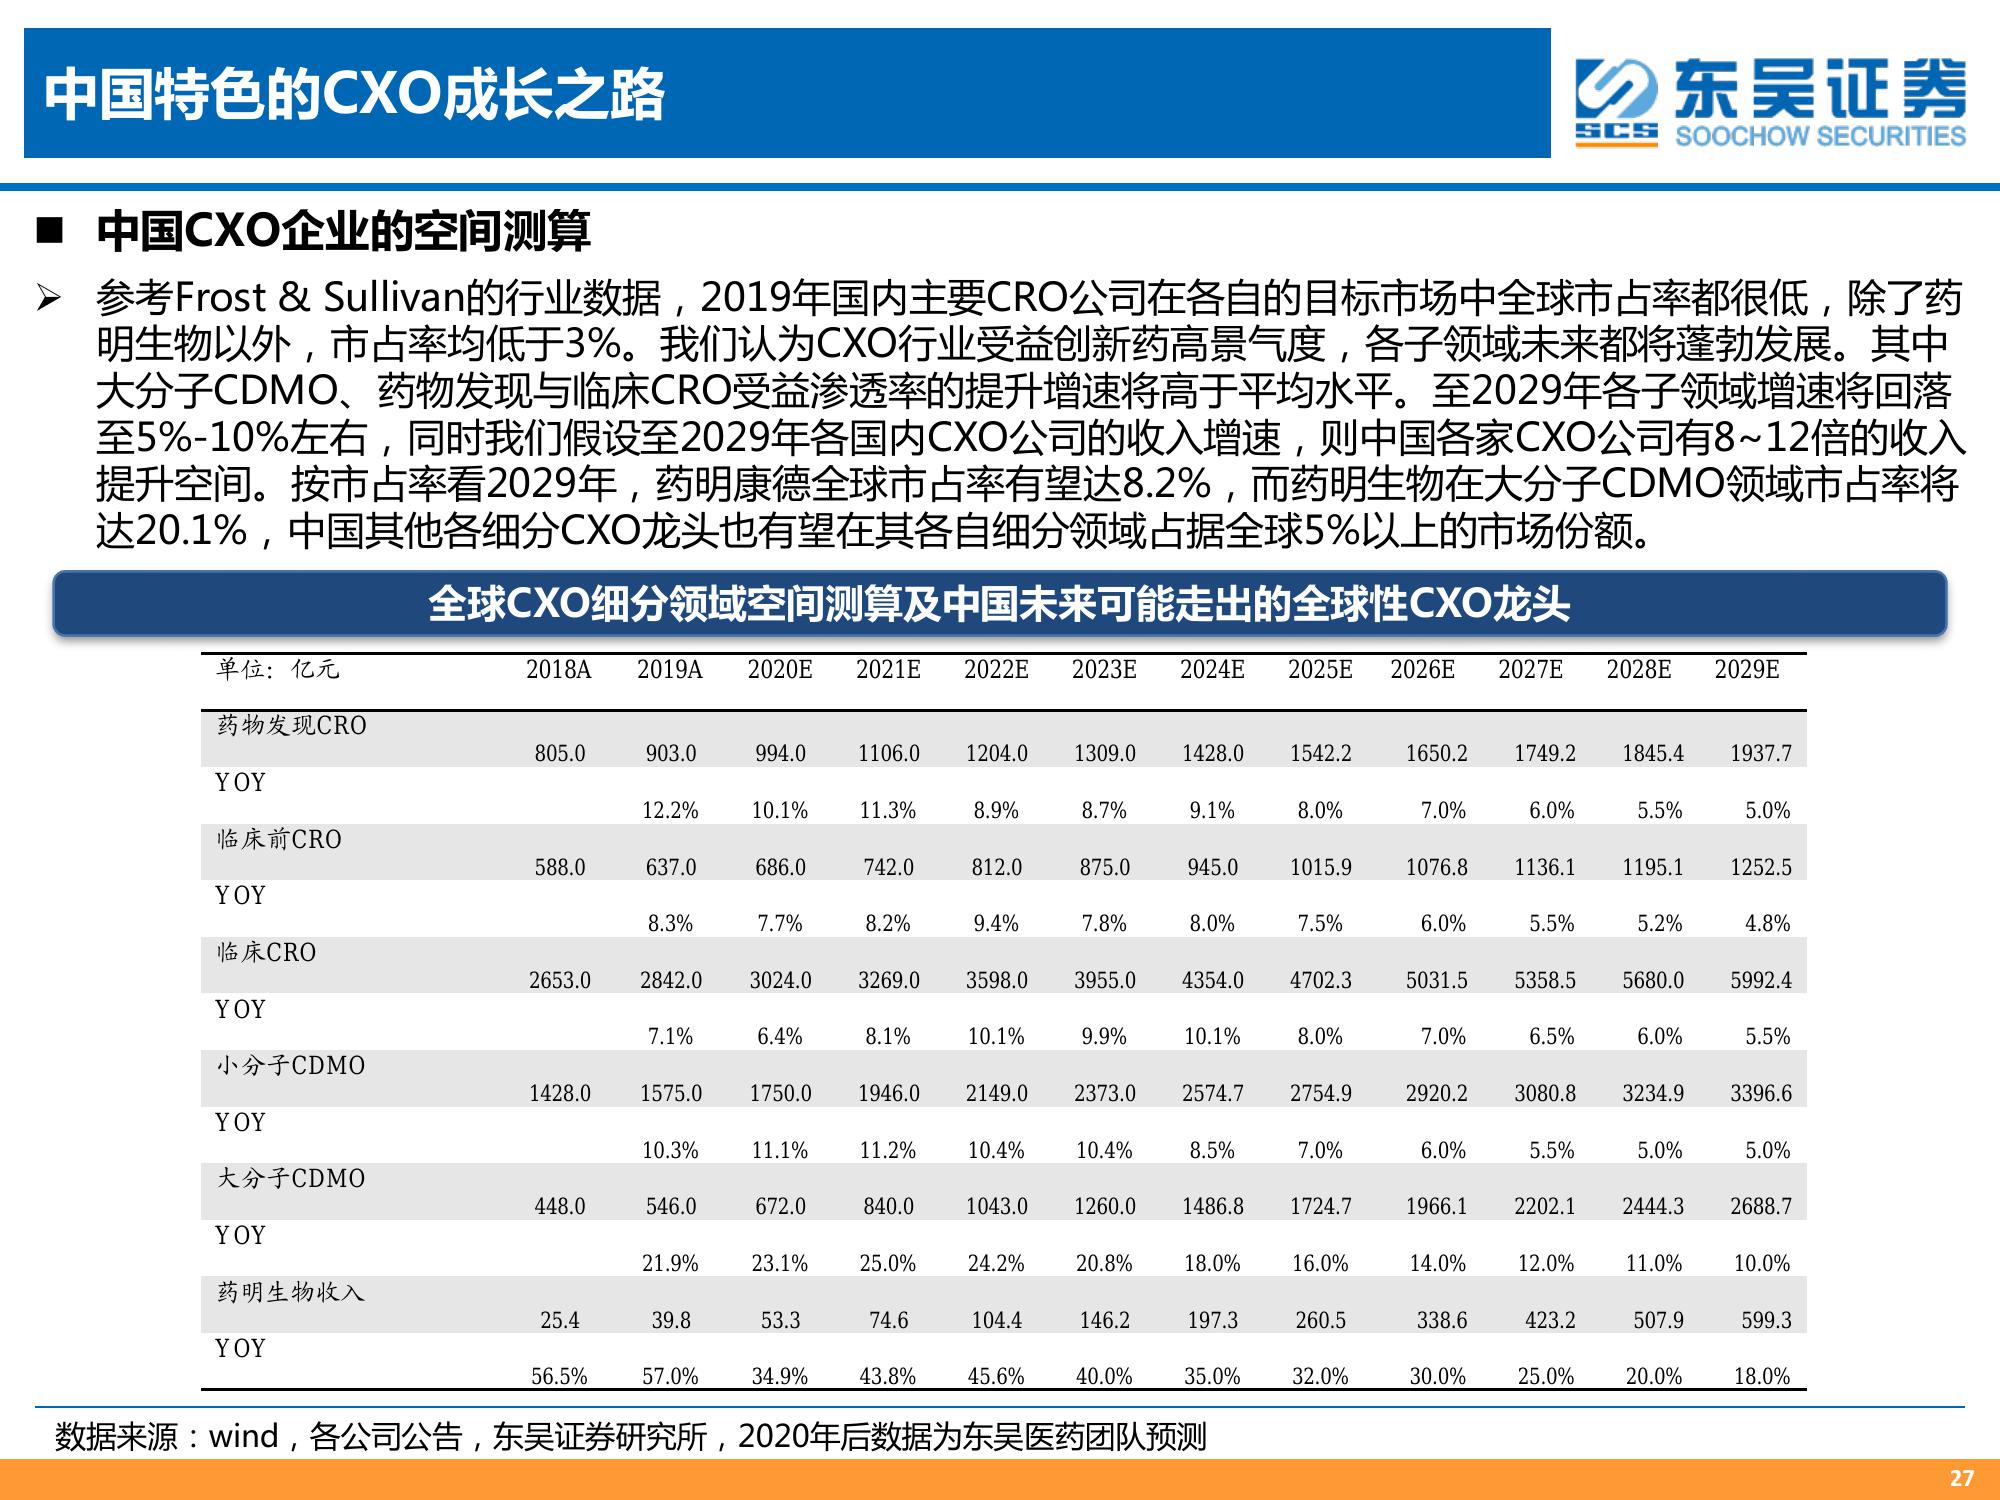 中国特色的CXO成长之路
SCS
东吴证券
SOOCHOW SECURITIES
■ 中国CXO企业的空间测算
➢ 参考Frost & Sullivan的行业数据，2019年国内主要CRO公司在各自的目标市场中全球市占率都很低，除了药
明生物以外，市占率均低于3%。我们认为CXO行业受益创新药高景气度，各子领域未来都将蓬勃发展。其中
大分子CDMO、药物发现与临床CRO受益渗透率的提升增速将高于平均水平。至2029年各子领域增速将回落
至5%-10%左右，同时我们假设至2029年各国内CXO公司的收入增速，则中国各家CXO公司有8~12倍的收入
提升空间。按市占率看2029年，药明康德全球市占率有望达8.2%，而药明生物在大分子CDMO领域市占率将
达20.1%，中国其他各细分CXO龙头也有望在其各自细分领域占据全球5%以上的市场份额。
全球CXO细分领域空间测算及中国未来可能走出的全球性CXO龙头
单位：亿元 2018A 2019A 2020E 2021E 2022E 2023E 2024E 2025E 2026E 2027E 2028E 2029E
药物发现CRO 805.0 903.0 994.0 1106.0 1204.0 1309.0 1428.0 1542.2 1650.2 1749.2 1845.4 1937.7
YOY 12.2% 10.1% 11.3% 8.9% 8.7% 9.1% 8.0% 7.0% 6.0% 5.5% 5.0%
临床前CRO 588.0 637.0 686.0 742.0 812.0 875.0 945.0 1015.9 1076.8 1136.1 1195.1 1252.5
YOY 8.3% 7.7% 8.2% 9.4% 7.8% 8.0% 7.5% 6.0% 5.5% 5.2% 4.8%
临床CRO 2653.0 2842.0 3024.0 3269.0 3598.0 3955.0 4354.0 4702.3 5031.5 5358.5 5680.0 5992.4
YOY 7.1% 6.4% 8.1% 10.1% 9.9% 10.1% 8.0% 7.0% 6.5% 6.0% 5.5%
小分子CDMO 1428.0 1575.0 1750.0 1946.0 2149.0 2373.0 2574.7 2754.9 2920.2 3080.8 3234.9 3396.6
YOY 10.3% 11.1% 11.2% 10.4% 10.4% 8.5% 7.0% 6.0% 5.5% 5.0% 5.0%
大分子CDMO 448.0 546.0 672.0 840.0 1043.0 1260.0 1486.8 1724.7 1966.1 2202.1 2444.3 2688.7
YOY 21.9% 23.1% 25.0% 24.2% 20.8% 18.0% 16.0% 14.0% 12.0% 11.0% 10.0%
药明生物收入 25.4 39.8 53.3 74.6 104.4 146.2 197.3 260.5 338.6 423.2 507.9 599.3
YOY 56.5% 57.0% 34.9% 43.8% 45.6% 40.0% 35.0% 32.0% 30.0% 25.0% 20.0% 18.0%
数据来源：wind，各公司公告，东吴证券研究所，2020年后数据为东吴医药团队预测
27